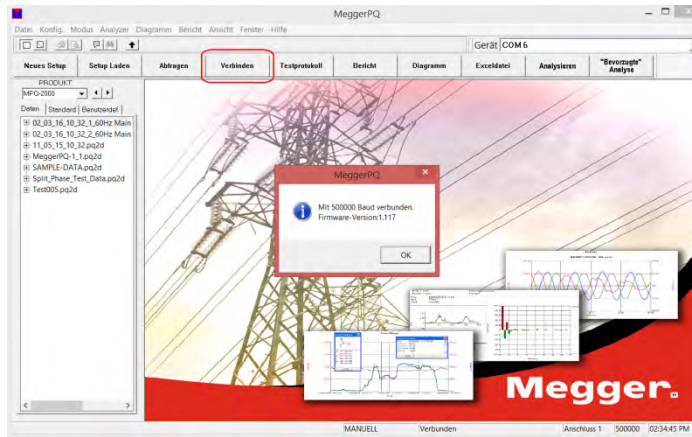 MeggerPQ
Datei Konfig. Modus Analyzer Diagramm Bericht Ansicht Fenster Hilfe
Gerät COM 6
Neues Setup Setup Laden Abfragen Verbinden Testprotokoll Bericht Diagramm Exceldatei Analysieren "Bevorzugte" Analyse
PRODUKT
MPQ-2000
Daten Standard Benutzerdef.
02_03_16_10_32_1_60Hz Main
02_03_16_10_32_2_60Hz Main
11_05_15_10_32.pq2d
MeggerPQ-1_1.pq2d
SAMPLE-DATA.pq2d
Split_Phase_Test_Data.pq2d
Test005.pq2d
MeggerPQ
Mit 500000 Baud verbunden.
Firmware-Version:1.117
OK
Megger
MANUELL Verbunden Anschluss 1 500000 02:34:45 PM